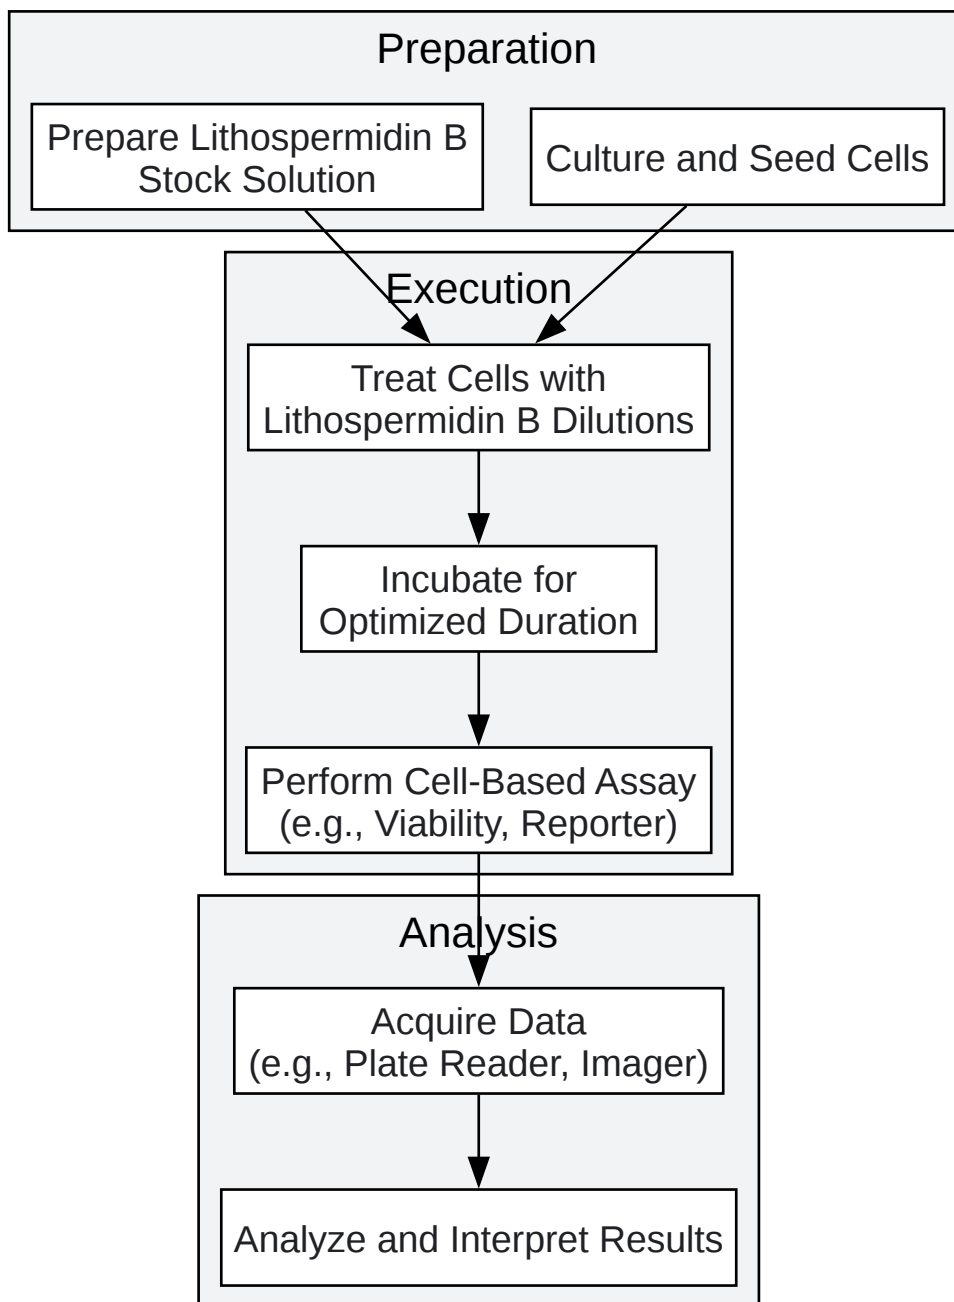 Preparation
Prepare Lithospermidin B
Stock Solution
Culture and Seed Cells
Execution
Treat Cells with
Lithospermidin B Dilutions
Incubate for
Optimized Duration
Perform Cell-Based Assay
(e.g., Viability, Reporter)
Analysis
Acquire Data
(e.g., Plate Reader, Imager)
Analyze and Interpret Results